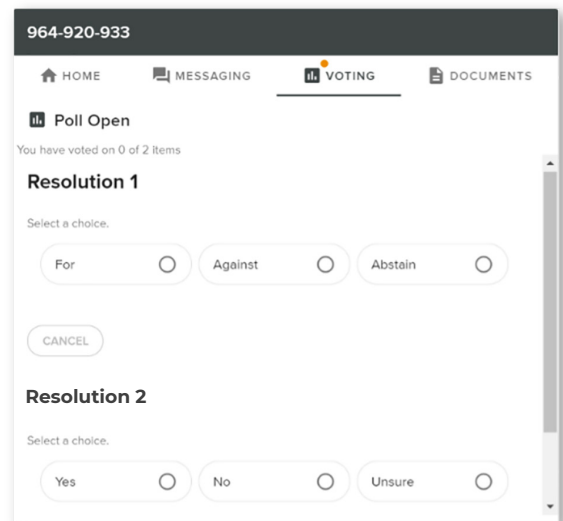 964-920-933
HOME MESSAGING VOTING DOCUMENTS
Poll Open
You have voted on 0 of 2 items
Resolution 1
Select a choice.
For Against Abstain
CANCEL
Resolution 2
Select a choice.
Yes No Unsure